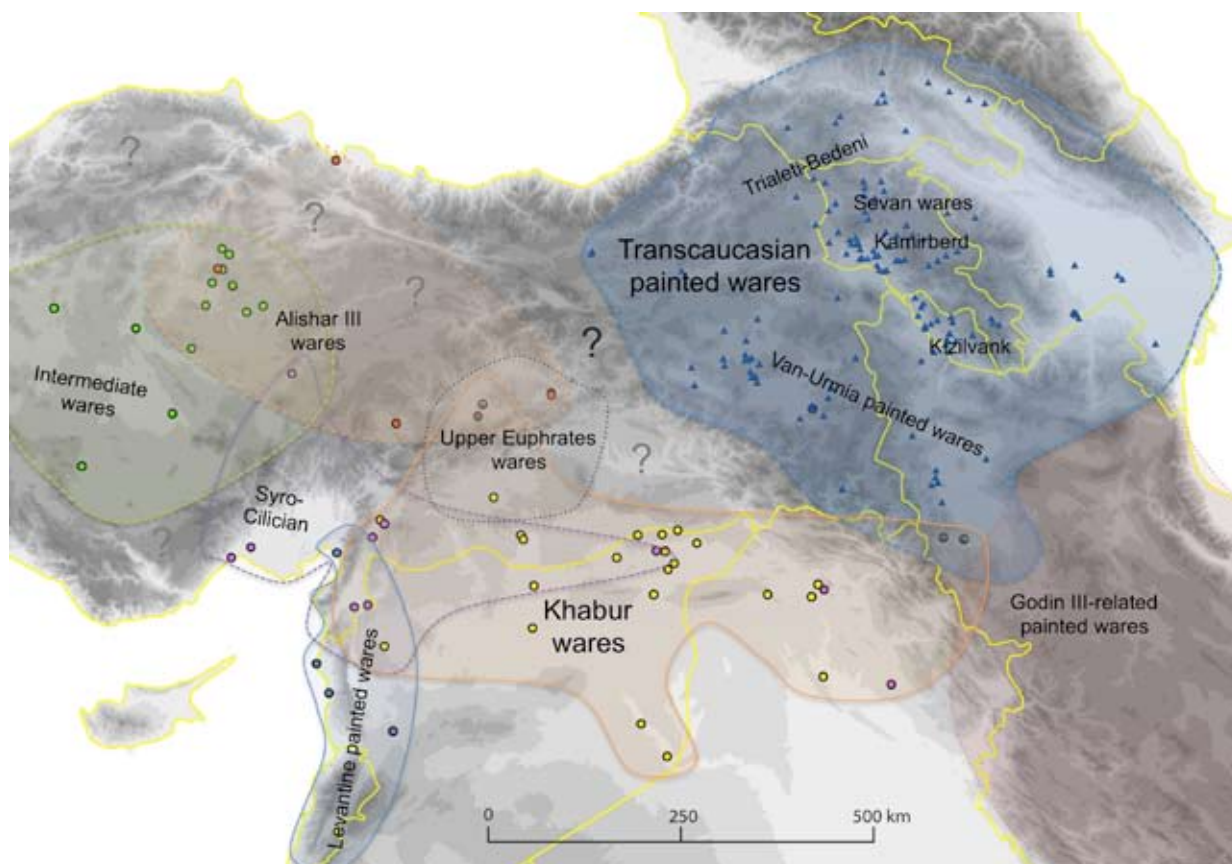 ?
Trialeti-Bedeni
?
Sevan wares
Kamirberd
Transcaucasian
painted wares
?
Alishar III
wares
?
Kizilvank
Intermediate
wares
Van-Urmia painted wares
Upper Euphrates
wares
?
Syro-
Cilician
?
Khabur
wares
Godin III-related
painted wares
Levantine painted wares
0 250 500 km